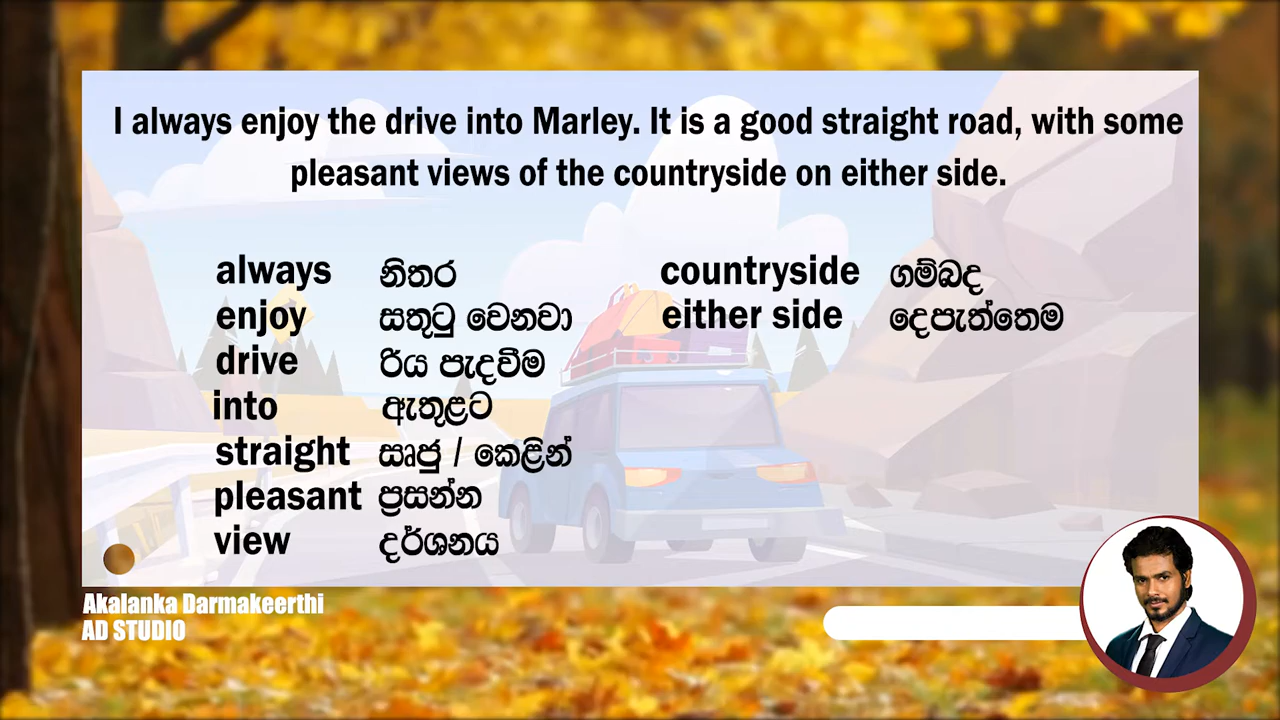 I always enjoy the drive into Marley. It is a good straight road, with some
pleasant views of the countryside on either side.
always නිතර
enjoy සතුටු වෙනවා
drive රිය පැදවීම
into ඇතුළට
straight සෘජු / කෙළින්
pleasant ප්‍රසන්න
view දර්ශනය
countryside ගම්බද
either side දෙපැත්තෙම
Akalanka Darmakeerthi
AD STUDIO